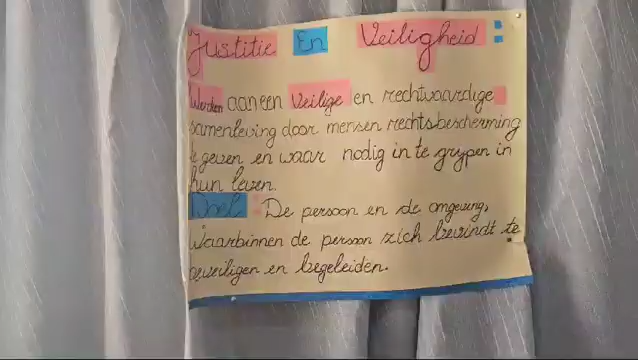 Justitie En Veiligheid:
Werken aan een Veilige en rechtvaardige
samenleving door mensen rechtsbescherming
te geven en waar nodig in te grypen in
hun leven.
Doel: De persoon en de omgeving,
Waarbinnen de persoon zich bevindt te
beveiligen en begeleiden.